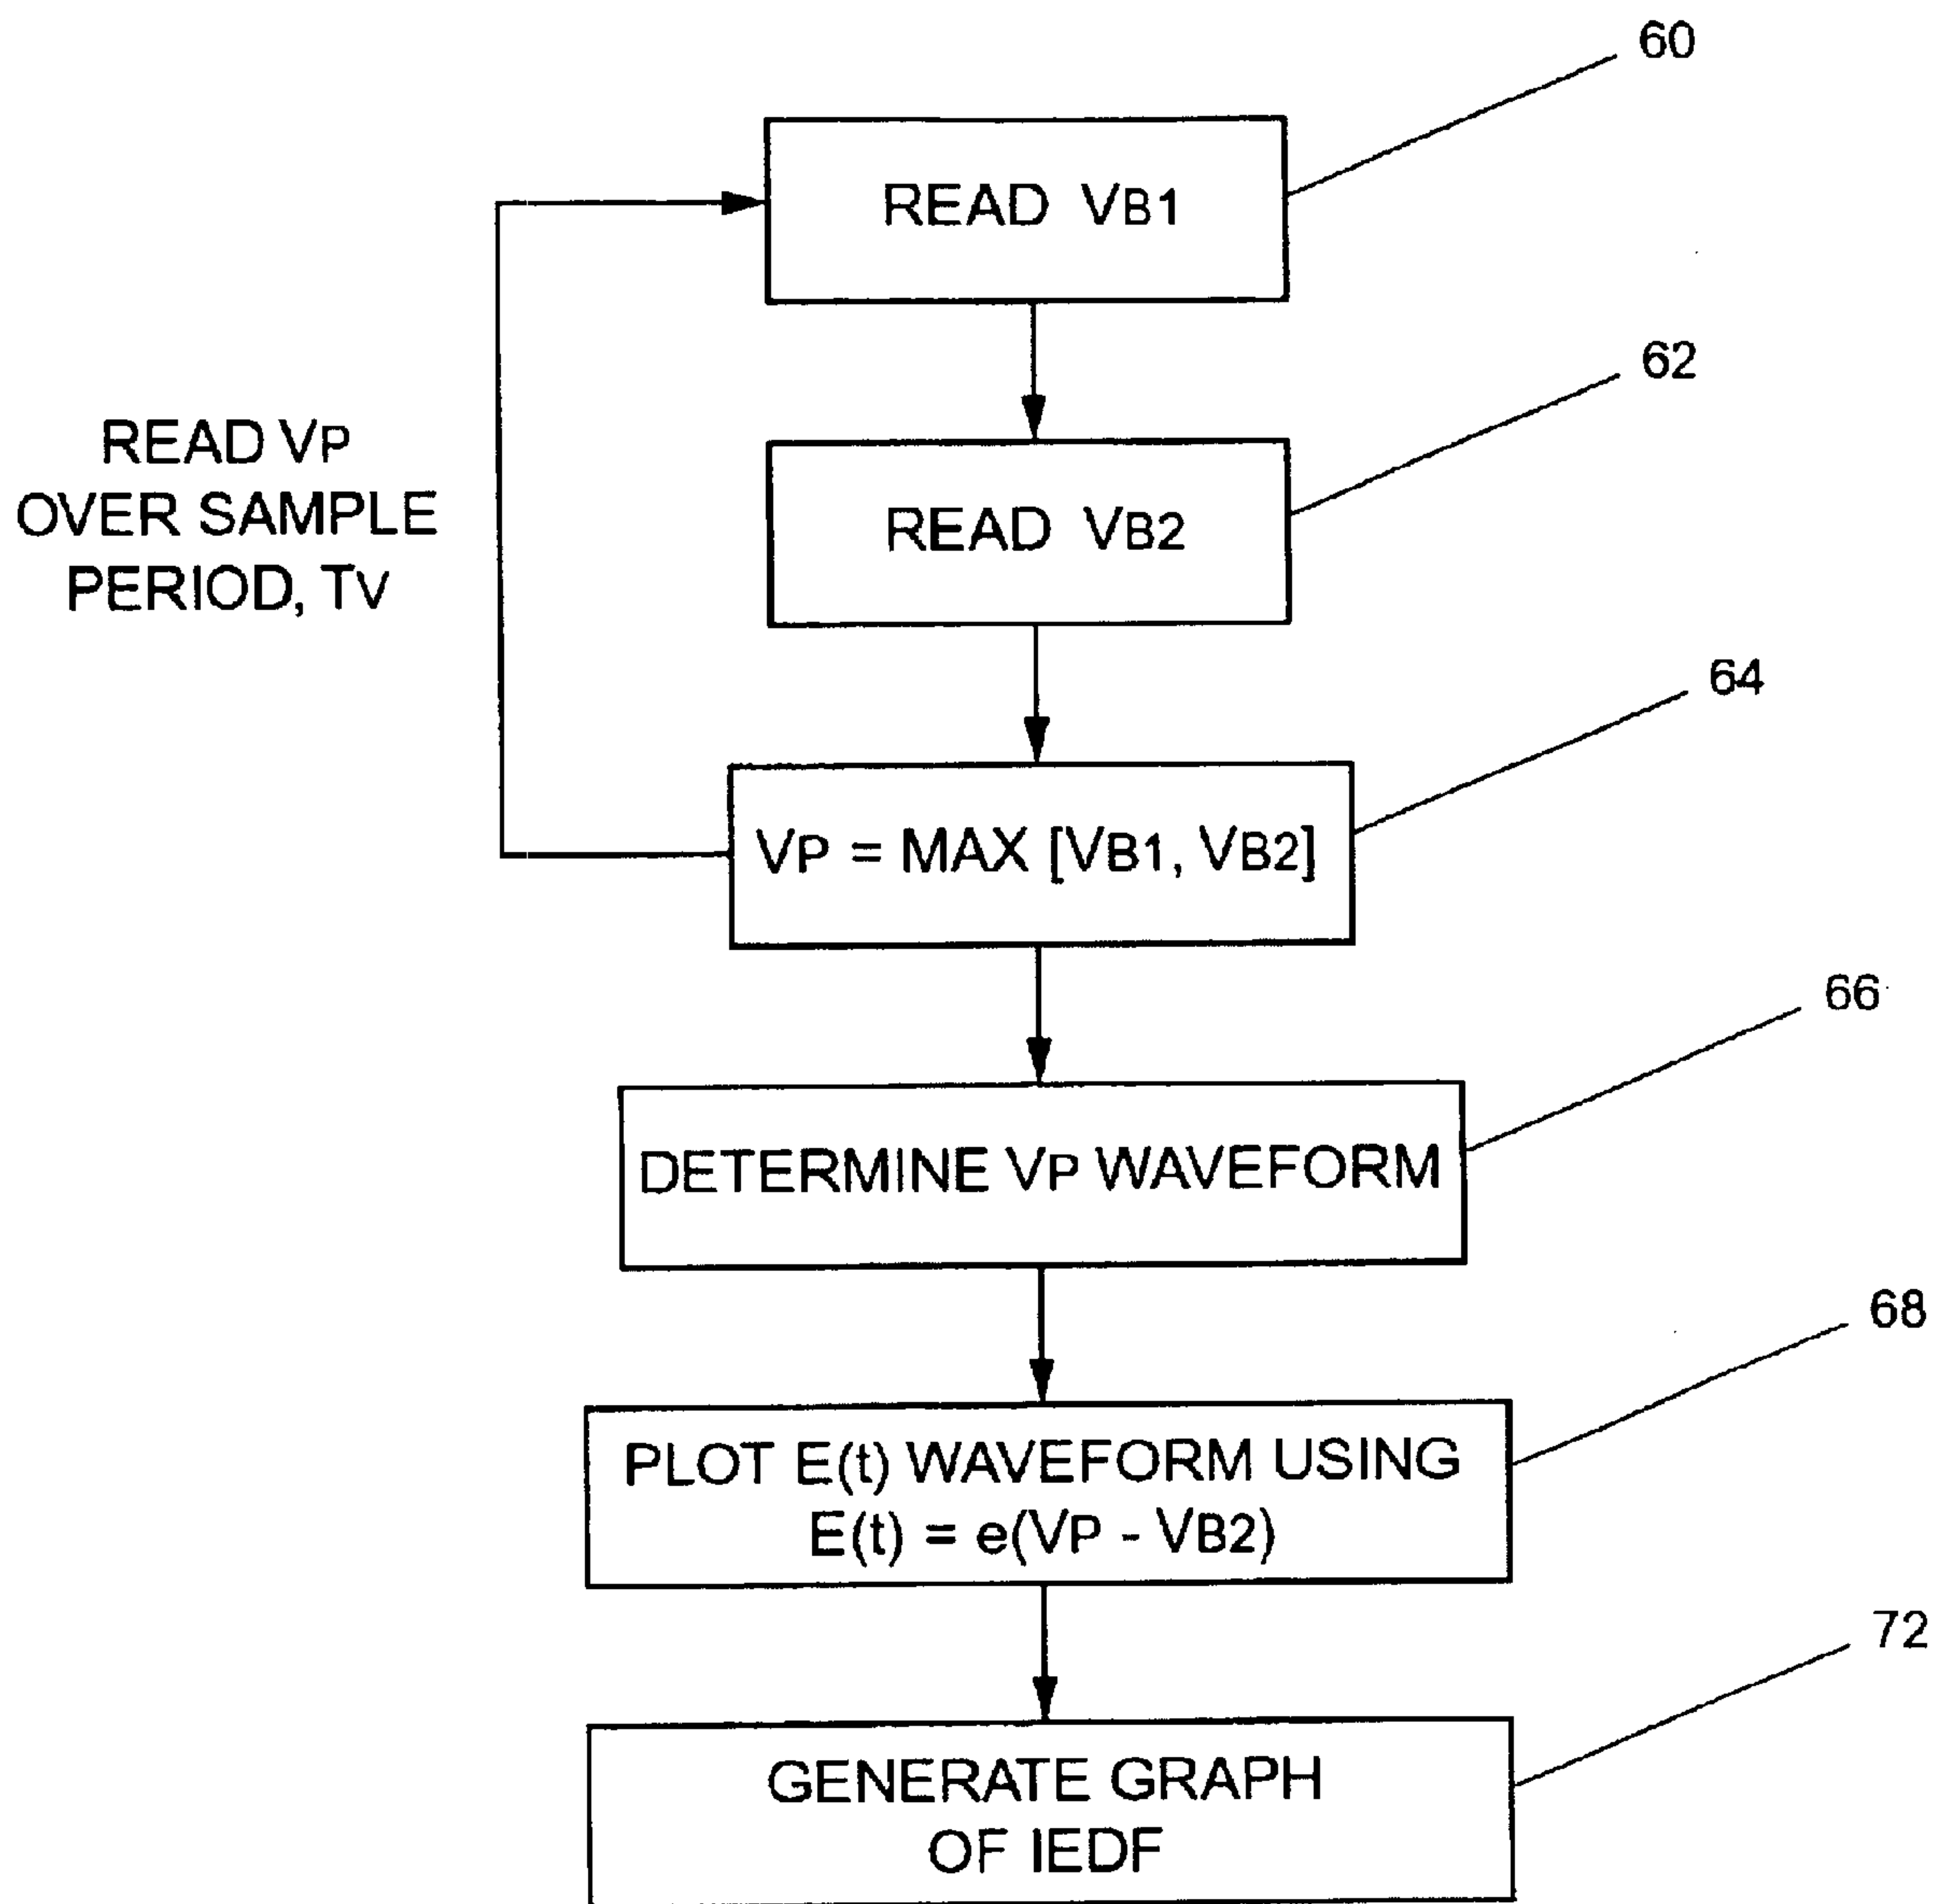 60
READ VB1
62
READ VB2
READ VP
OVER SAMPLE
PERIOD, TV
64
VP = MAX [VB1, VB2]
66
DETERMINE VP WAVEFORM
68
PLOT E(t) WAVEFORM USING
E(t) = e(VP - VB2)
72
GENERATE GRAPH
OF IEDF